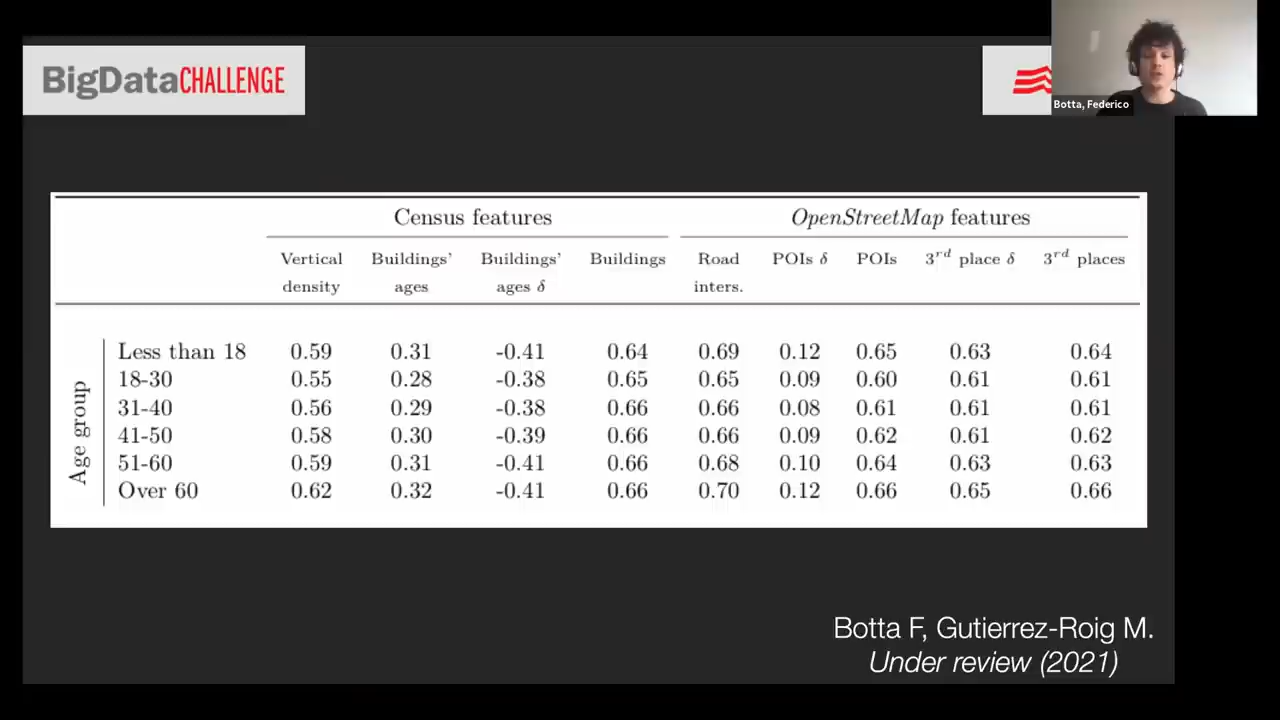 BigDataCHALLENGE
Botta, Federico
Census features OpenStreetMap features
Vertical density Buildings' ages Buildings' ages δ Buildings Road inters. POIs δ POIs 3rd place δ 3rd places
Age group
Less than 18 0.59 0.31 -0.41 0.64 0.69 0.12 0.65 0.63 0.64
18-30 0.55 0.28 -0.38 0.65 0.65 0.09 0.60 0.61 0.61
31-40 0.56 0.29 -0.38 0.66 0.66 0.08 0.61 0.61 0.61
41-50 0.58 0.30 -0.39 0.66 0.66 0.09 0.62 0.61 0.62
51-60 0.59 0.31 -0.41 0.66 0.68 0.10 0.64 0.63 0.63
Over 60 0.62 0.32 -0.41 0.66 0.70 0.12 0.66 0.65 0.66
Botta F, Gutierrez-Roig M.
Under review (2021)